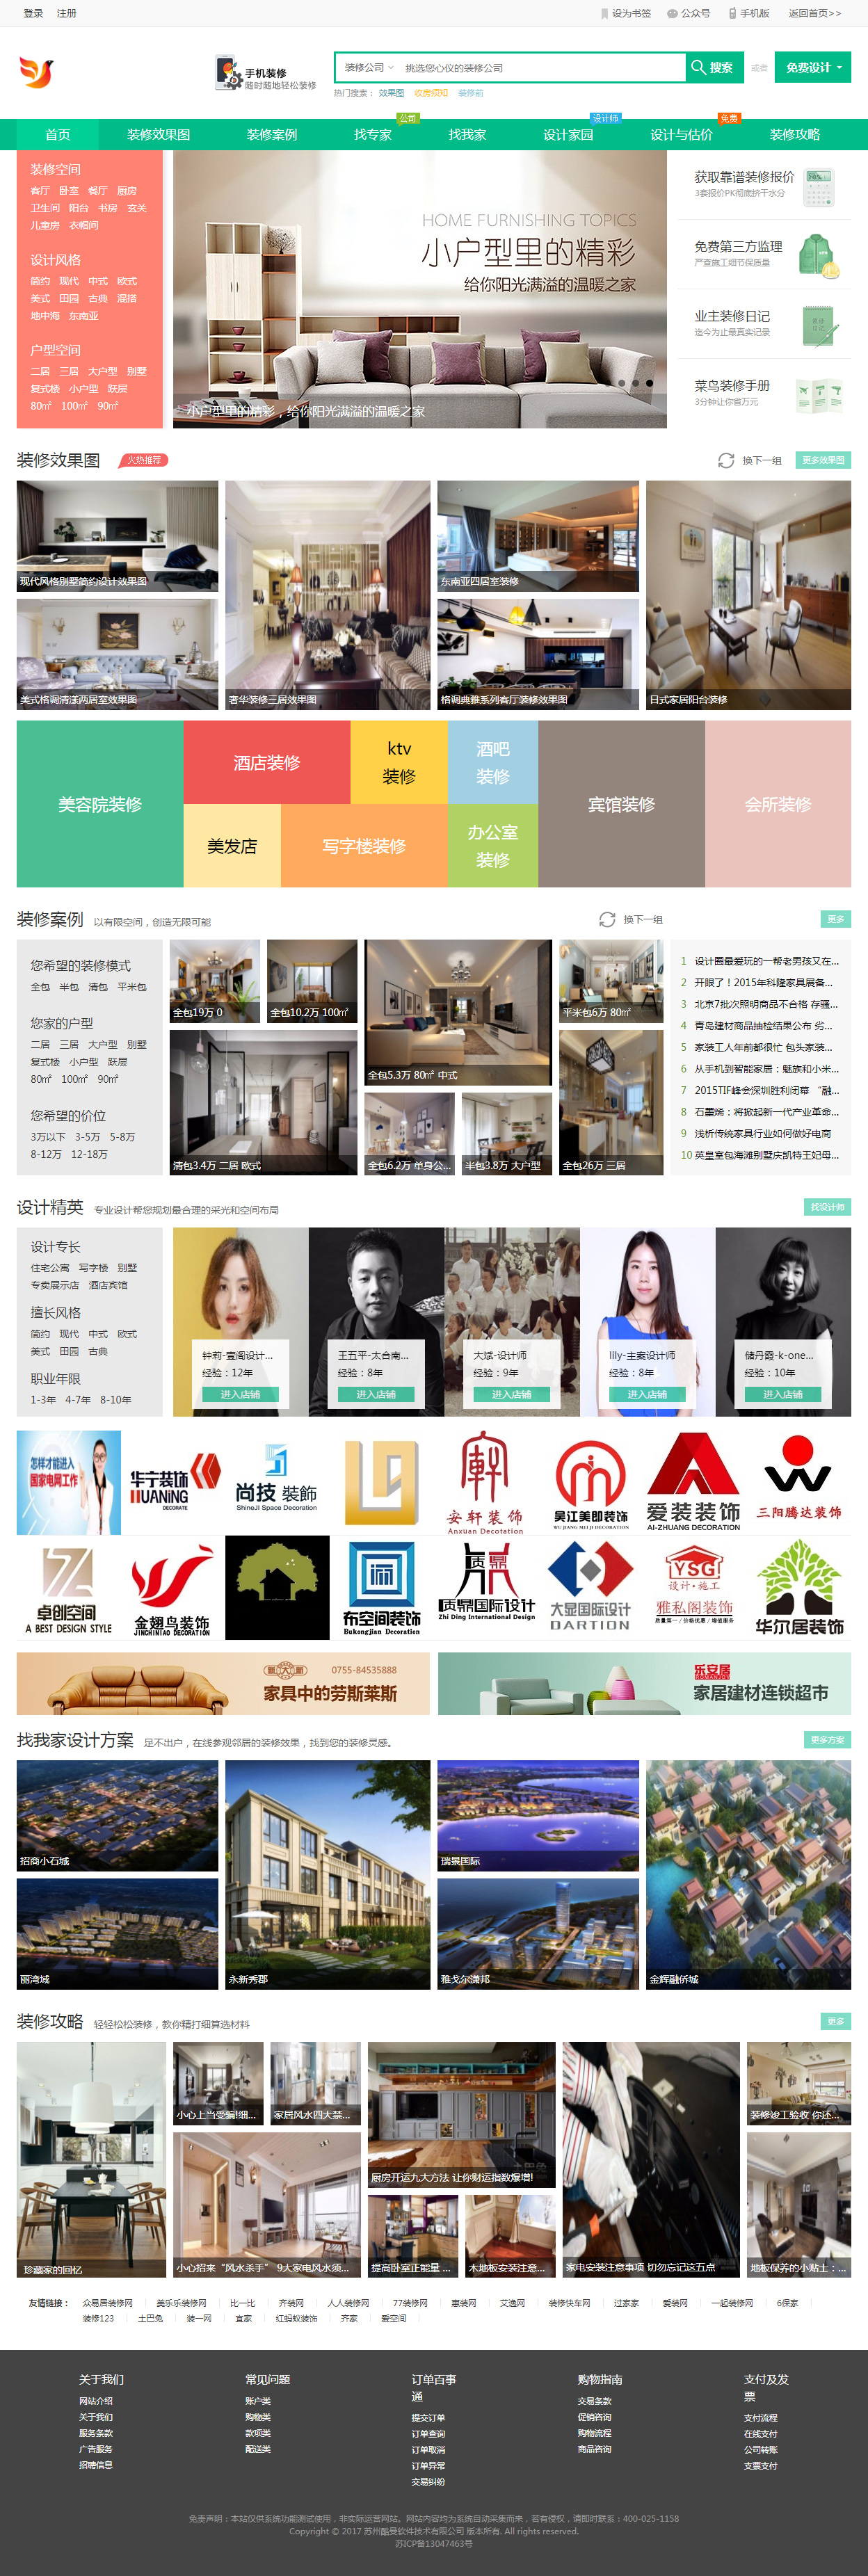 登录 注册 设为书签 公众号 手机版 返回首页>>
手机装修
随时随地轻松装修
装修公司 挑选您心仪的装修公司 搜索 或者 免费设计
热门搜索： 效果图 收房须知 装修前
公司 设计师 免费
首页 装修效果图 装修案例 找专家 找我家 设计家园 设计与估价 装修攻略
装修空间
客厅 卧室 餐厅 厨房
卫生间 阳台 书房 玄关
儿童房 衣帽间
设计风格
简约 现代 中式 欧式
美式 田园 古典 混搭
地中海 东南亚
户型空间
二居 三居 大户型 别墅
复式楼 小户型 跃层
80㎡ 100㎡ 90㎡
HOME FURNISHING TOPICS
小户型里的精彩
给你阳光满溢的温暖之家
小户型里的精彩，给你阳光满溢的温暖之家
获取靠谱装修报价
3套报价PK彻底挤干水分
免费第三方监理
严查施工细节保质量
业主装修日记
迄今为止最真实记录
菜鸟装修手册
3分钟让你省万元
装修效果图 火热推荐 换下一组 更多效果图
现代风格别墅简约设计效果图
东南亚四居室装修
美式格调清漾两居室效果图
奢华装修三居效果图
格调典雅系列客厅装修效果图
日式家居阳台装修
美容院装修
酒店装修
ktv
装修
酒吧
装修
宾馆装修
会所装修
美发店
写字楼装修
办公室
装修
装修案例 以有限空间，创造无限可能 换下一组 更多
您希望的装修模式
全包 半包 清包 平米包
您家的户型
二居 三居 大户型 别墅
复式楼 小户型 跃层
80㎡ 100㎡ 90㎡
您希望的价位
3万以下 3-5万 5-8万
8-12万 12-18万
全包19万 0
全包10.2万 100㎡
全包5.3万 80㎡ 中式
平米包6万 80㎡
清包3.4万 二居 欧式
全包6.2万 单身公...
半包3.8万 大户型
全包26万 三居
1 设计圈最爱玩的一帮老男孩又在...
2 开眼了！2015年科隆家具展备...
3 北京7批次照明商品不合格 存骚...
4 青岛建材商品抽检结果公布 劣...
5 家装工人年前都很忙 包头家装...
6 从手机到智能家居：魅族和小米...
7 2015TIF峰会深圳胜利闭幕 “融...
8 石墨烯：将掀起新一代产业革命...
9 浅析传统家具行业如何做好电商
10 英皇室包海滩别墅庆凯特王妃母...
设计精英 专业设计帮您规划最合理的采光和空间布局 找设计师
设计专长
住宅公寓 写字楼 别墅
专卖展示店 酒店宾馆
擅长风格
简约 现代 中式 欧式
美式 田园 古典
职业年限
1-3年 4-7年 8-10年
钟莉-壹阁设计...
经验：12年
进入店铺
王五平-太合南...
经验：8年
进入店铺
大斌-设计师
经验：9年
进入店铺
lily-主案设计师
经验：8年
进入店铺
储丹霞-k-one...
经验：10年
进入店铺
怎样才能进入
国家电网工作
华宁装饰
HUANING
DECORATE
尚技 装飾
ShineJi Space Decoration
安轩装饰
Anxuan Decotation
吴江美郎装饰
WU JIANG MEI JI DECORATION
爱装装饰
AI-ZHUANG DECORATION
三阳腾达装饰
卓创空间
A BEST DESIGN STYLE
金翅鸟装饰
JINCHINIAO DECORATING
布空间装饰
Bukongjian Decoration
质鼎国际设计
Zhi Ding International Design
大显国际设计
DARTION
YSG
设计·施工
雅私阁装饰
质量第一/价格优惠/增值服务
华尔居装饰
0755-84535888
家具中的劳斯莱斯
乐安居
家居建材连锁超市
找我家设计方案 足不出户，在线参观邻居的装修效果，找到您的装修灵感。 更多方案
招商小石城
瑞景国际
丽湾城
永新秀郡
雅戈尔潇邦
金辉融侨城
装修攻略 轻轻松松装修，教你精打细算选材料 更多
小心上当受骗!细...
家居风水四大禁...
厨房开运九大方法 让你财运指数爆增!
装修竣工验收 你还...
珍藏家的回忆
小心招来“风水杀手” 9大家电风水须...
提高卧室正能量 ...
木地板安装注意...
家电安装注意事项 切勿忘记这五点
地板保养的小贴士：...
友情链接： 众易居装修网 美乐乐装修网 比一比 齐装网 人人装修网 77装修网 惠装网 艾逸网 装修快车网 过家家 爱装网 一起装修网 6保家
装修123 土巴兔 装一网 宜家 红蚂蚁装饰 齐家 爱空间
关于我们
网站介绍
关于我们
服务条款
广告服务
招聘信息
常见问题
账户类
购物类
款项类
配送类
订单百事
通
提交订单
订单查询
订单取消
订单异常
交易纠纷
购物指南
交易条款
促销咨询
购物流程
商品咨询
支付及发
票
支付流程
在线支付
公司转账
支票支付
免责声明：本站仅供系统功能测试使用，非实际运营网站。网站内容均为系统自动采集而来，若有侵权，请即时联系：400-025-1158
Copyright © 2017 苏州酷曼软件技术有限公司 版本所有. All rights reserved.
苏ICP备13047463号